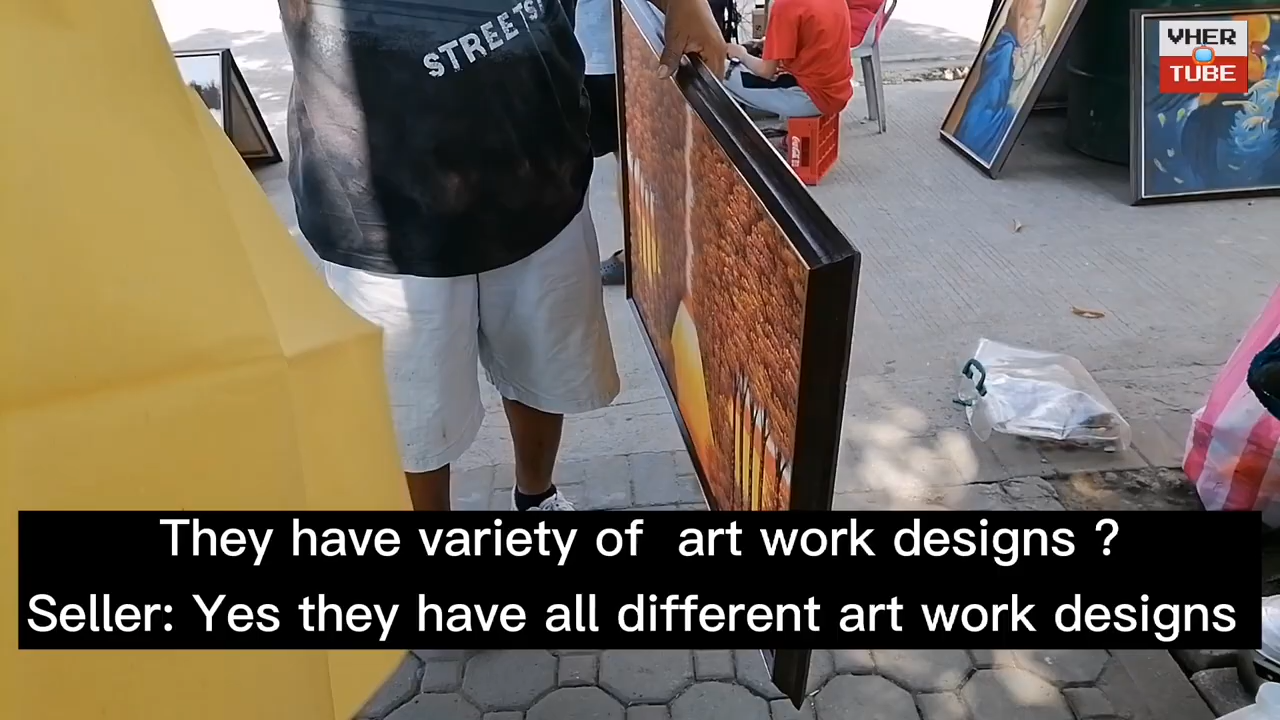 STREETS
VHER
TUBE
They have variety of art work designs ?
Seller: Yes they have all different art work designs